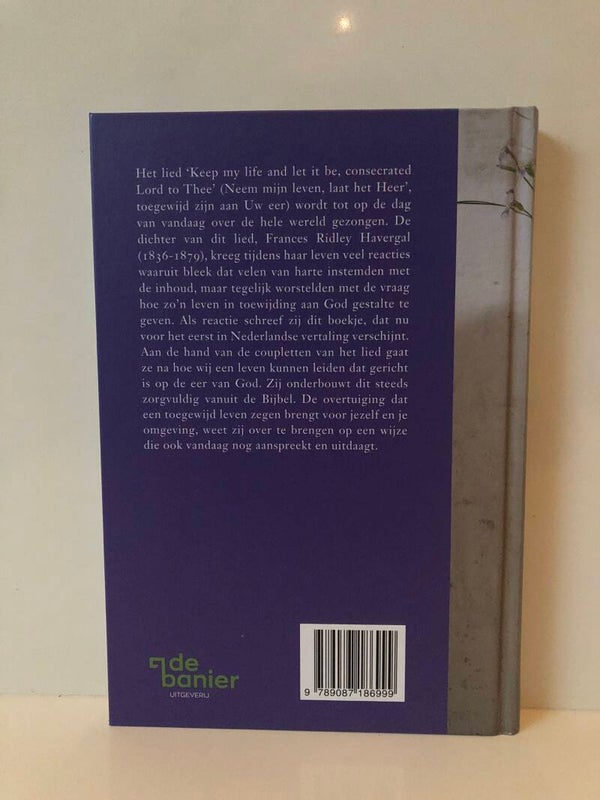 Het lied ‘Keep my life and let it be, consecrated
Lord to Thee’ (Neem mijn leven, laat het Heer’,
toegewijd zijn aan Uw eer) wordt tot op de dag
van vandaag over de hele wereld gezongen. De
dichter van dit lied, Frances Ridley Havergal
(1836-1879), kreeg tijdens haar leven veel reacties
waaruit bleek dat velen van harte instemden met
de inhoud, maar tegelijk worstelden met de vraag
hoe zo’n leven in toewijding aan God gestalte te
geven. Als reactie schreef zij dit boekje, dat nu
voor het eerst in Nederlandse vertaling verschijnt.
Aan de hand van de coupletten van het lied gaat
ze na hoe wij een leven kunnen leiden dat gericht
is op de eer van God. Zij onderbouwt dit steeds
zorgvuldig vanuit de Bijbel. De overtuiging dat
een toegewijd leven zegen brengt voor jezelf en je
omgeving, weet zij over te brengen op een wijze
die ook vandaag nog aanspreekt en uitdaagt.
de
banier
UITGEVERIJ
9 789087 186999